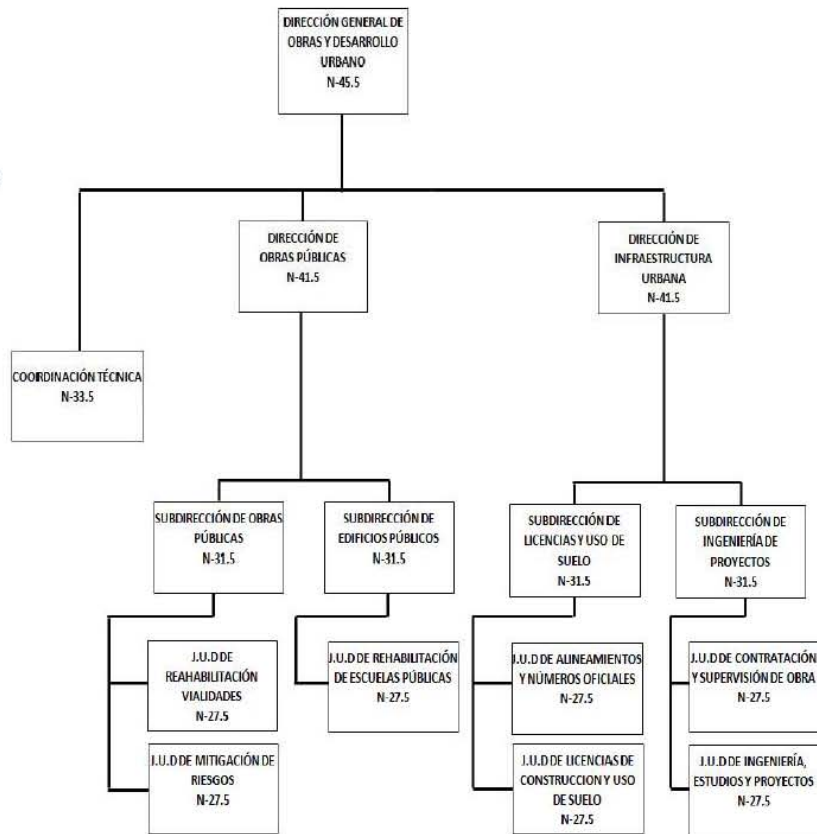 DIRECCIÓN GENERAL DE
OBRAS Y DESARROLLO
URBANO
N-45.5
DIRECCIÓN DE
OBRAS PÚBLICAS
N-41.5
DIRECCIÓN DE
INFRAESTRUCTURA
URBANA
N-41.5
COORDINACIÓN TÉCNICA
N-33.5
SUBDIRECCIÓN DE OBRAS
PÚBLICAS
N-31.5
SUBDIRECCIÓN DE
EDIFICIOS PÚBLICOS
N-31.5
SUBDIRECCIÓN DE
LICENCIAS Y USO DE
SUELO
N-31.5
SUBDIRECCIÓN DE
INGENIERÍA DE
PROYECTOS
N-31.5
J.U.D DE
REAHABILITACIÓN
VIALIDADES
N-27.5
J.U.D DE REHABILITACIÓN
DE ESCUELAS PÚBLICAS
N-27.5
J.U.D DE ALINEAMIENTOS
Y NÚMEROS OFICIALES
N-27.5
J.U.D DE CONTRATACIÓN
Y SUPERVISIÓN DE OBRA
N-27.5
J.U.D DE MITIGACIÓN DE
RIESGOS
N-27.5
J.U.D DE LICENCIAS DE
CONSTRUCCION Y USO
DE SUELO
N-27.5
J.U.D DE INGENIERÍA,
ESTUDIOS Y PROYECTOS
N-27.5